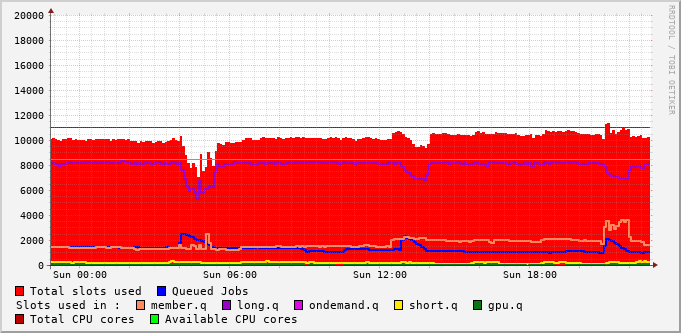 20000
18000
16000
14000
12000
10000
8000
6000
4000
2000
0
Sun 00:00 Sun 06:00 Sun 12:00 Sun 18:00
RRDTOOL / TOBI OETIKER
Total slots used Queued Jobs
Slots used in : member.q long.q ondemand.q short.q gpu.q
Total CPU cores Available CPU cores